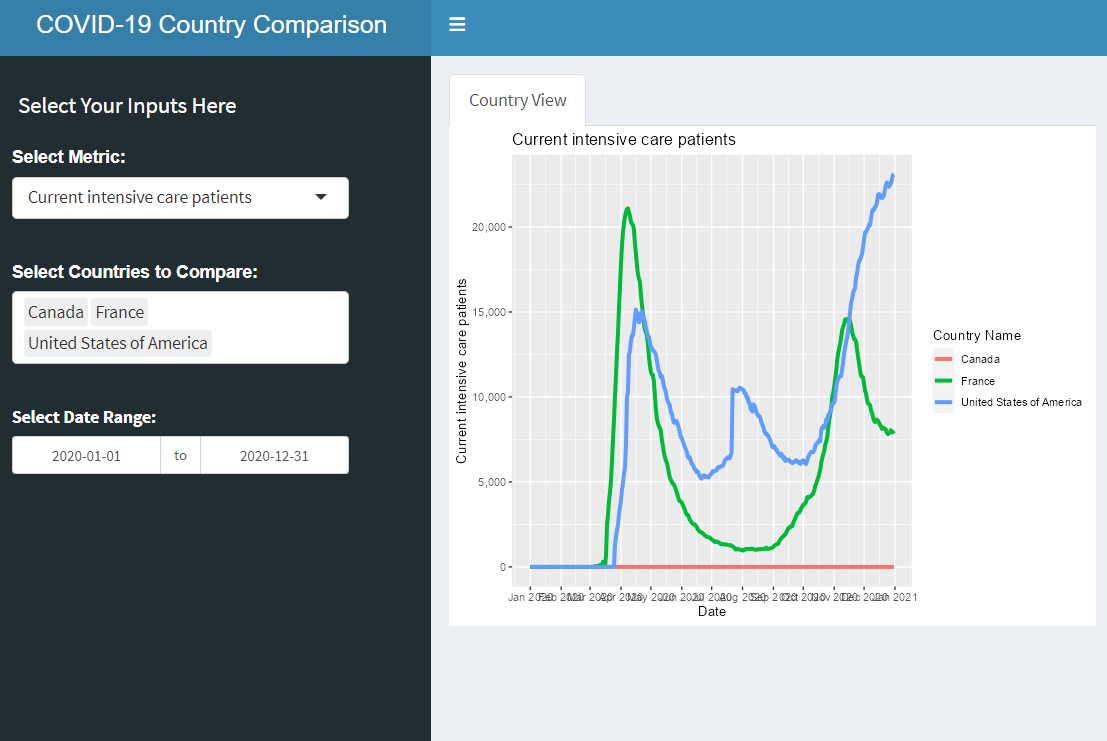 COVID-19 Country Comparison
Select Your Inputs Here
Select Metric:
Current intensive care patients
Select Countries to Compare:
Canada France
United States of America
Select Date Range:
2020-01-01 to 2020-12-31
Country View
Current intensive care patients
Current intensive care patients
20,000
15,000
10,000
5,000
0
Jan 2020 Feb 2020 Mar 2020 Apr 2020 May 2020 Jun 2020 Jul 2020 Aug 2020 Sep 2020 Oct 2020 Nov 2020 Dec 2020 Jan 2021
Date
Country Name
Canada
France
United States of America